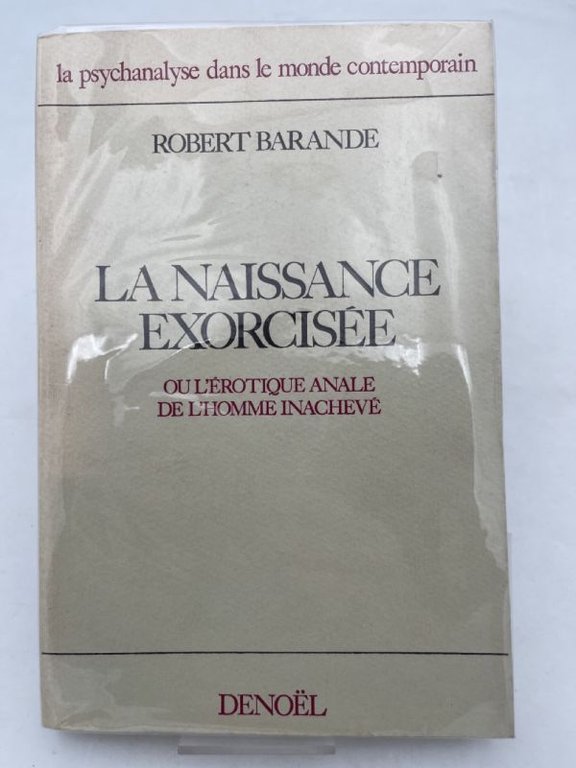 la psychanalyse dans le monde contemporain
ROBERT BARANDE
LA NAISSANCE
EXORCISÉE
OU L'ÉROTIQUE ANALE
DE L'HOMME INACHEVÉ
DENOËL